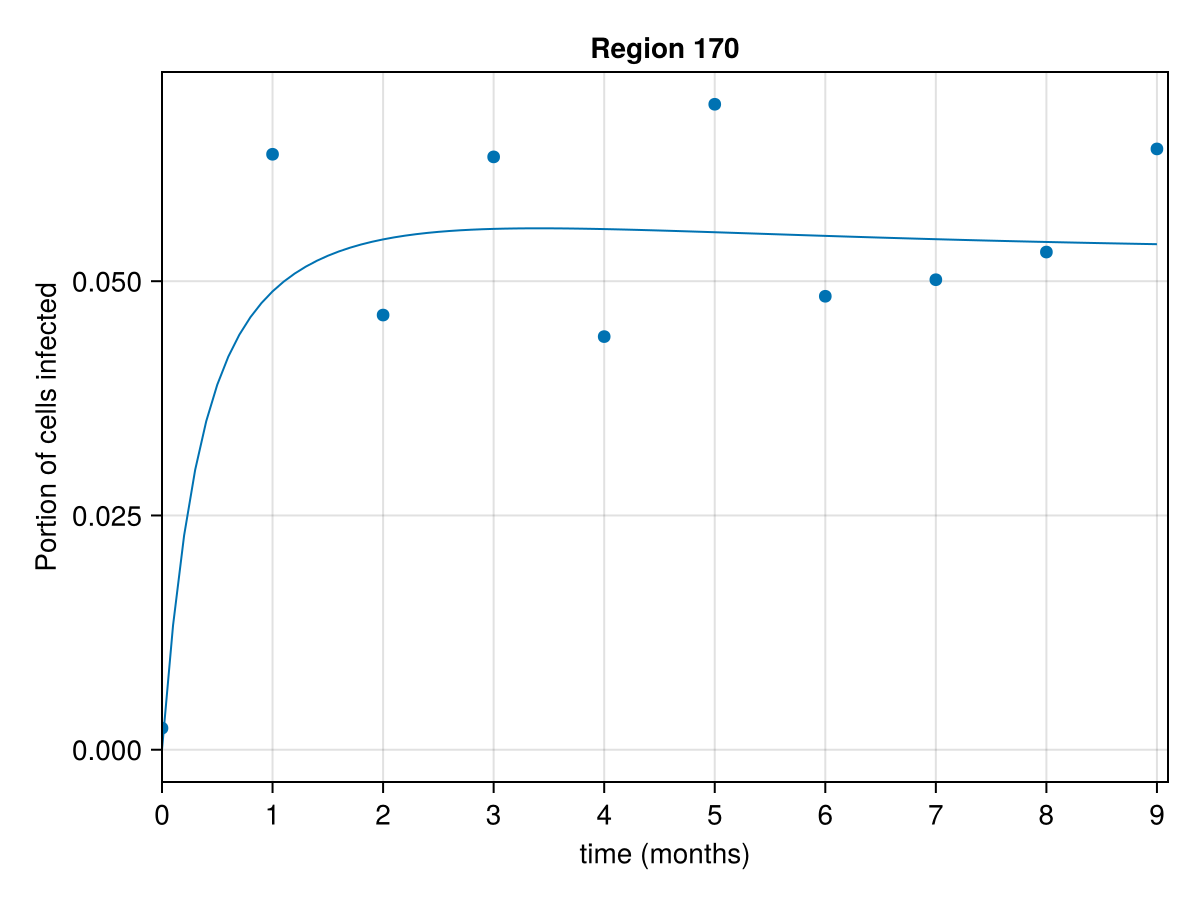 Region 170
Portion of cells infected
0.050
0.025
0.000
0 1 2 3 4 5 6 7 8 9
time (months)